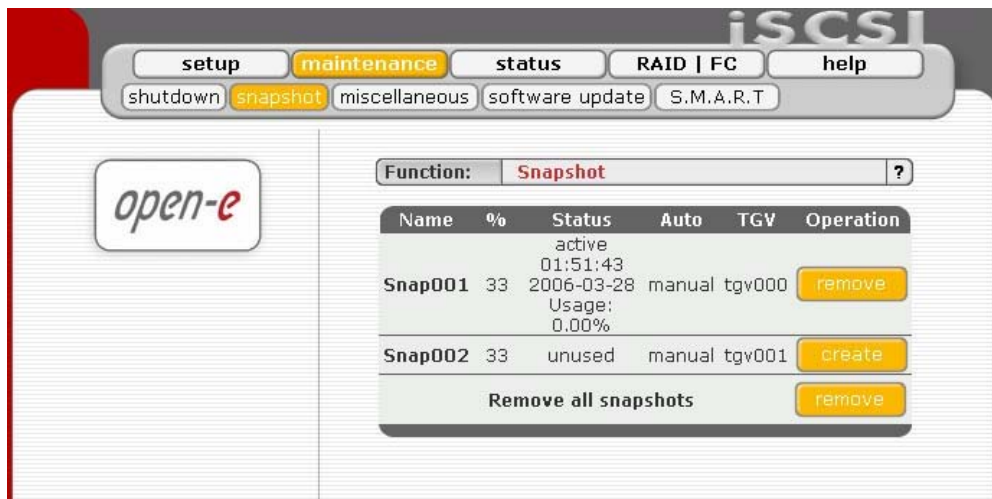 iSCSI
setup maintenance status RAID | FC help
shutdown snapshot miscellaneous software update S.M.A.R.T
open-e
Function: Snapshot ?
Name % Status Auto TGV Operation
Snap001 33 active 01:51:43 2006-03-28 Usage: 0.00% manual tgv000 remove
Snap002 33 unused manual tgv001 create
Remove all snapshots remove